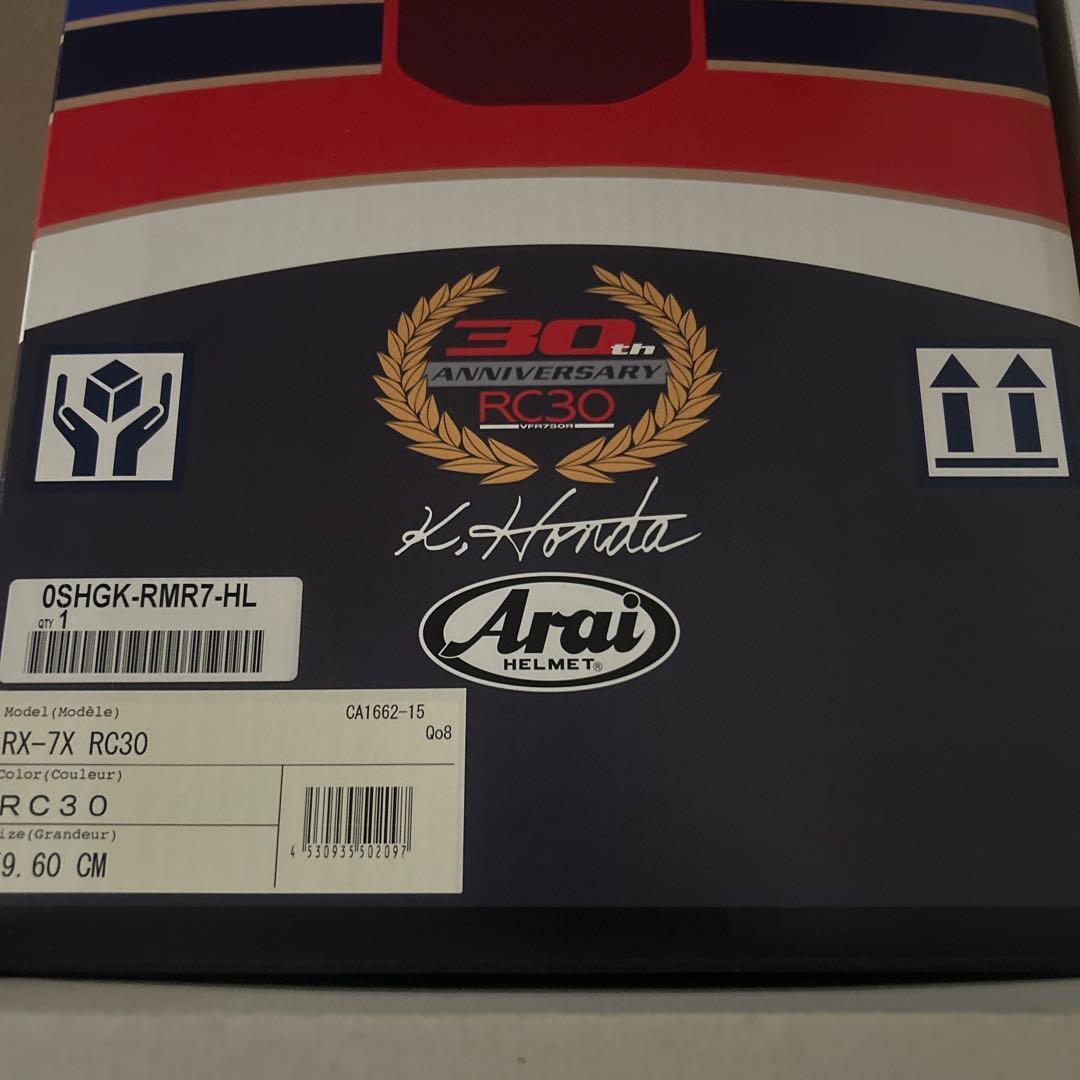 30th
ANNIVERSARY
RC30
VFR750R
K. Honda
Arai
HELMET®
0SHGK-RMR7-HL
QTY 1
Model(Modèle)
CA1662-15
RX-7X RC30
Qo8
Color(Couleur)
RC30
ize(Grandeur)
9.60 CM
4 530935 502097